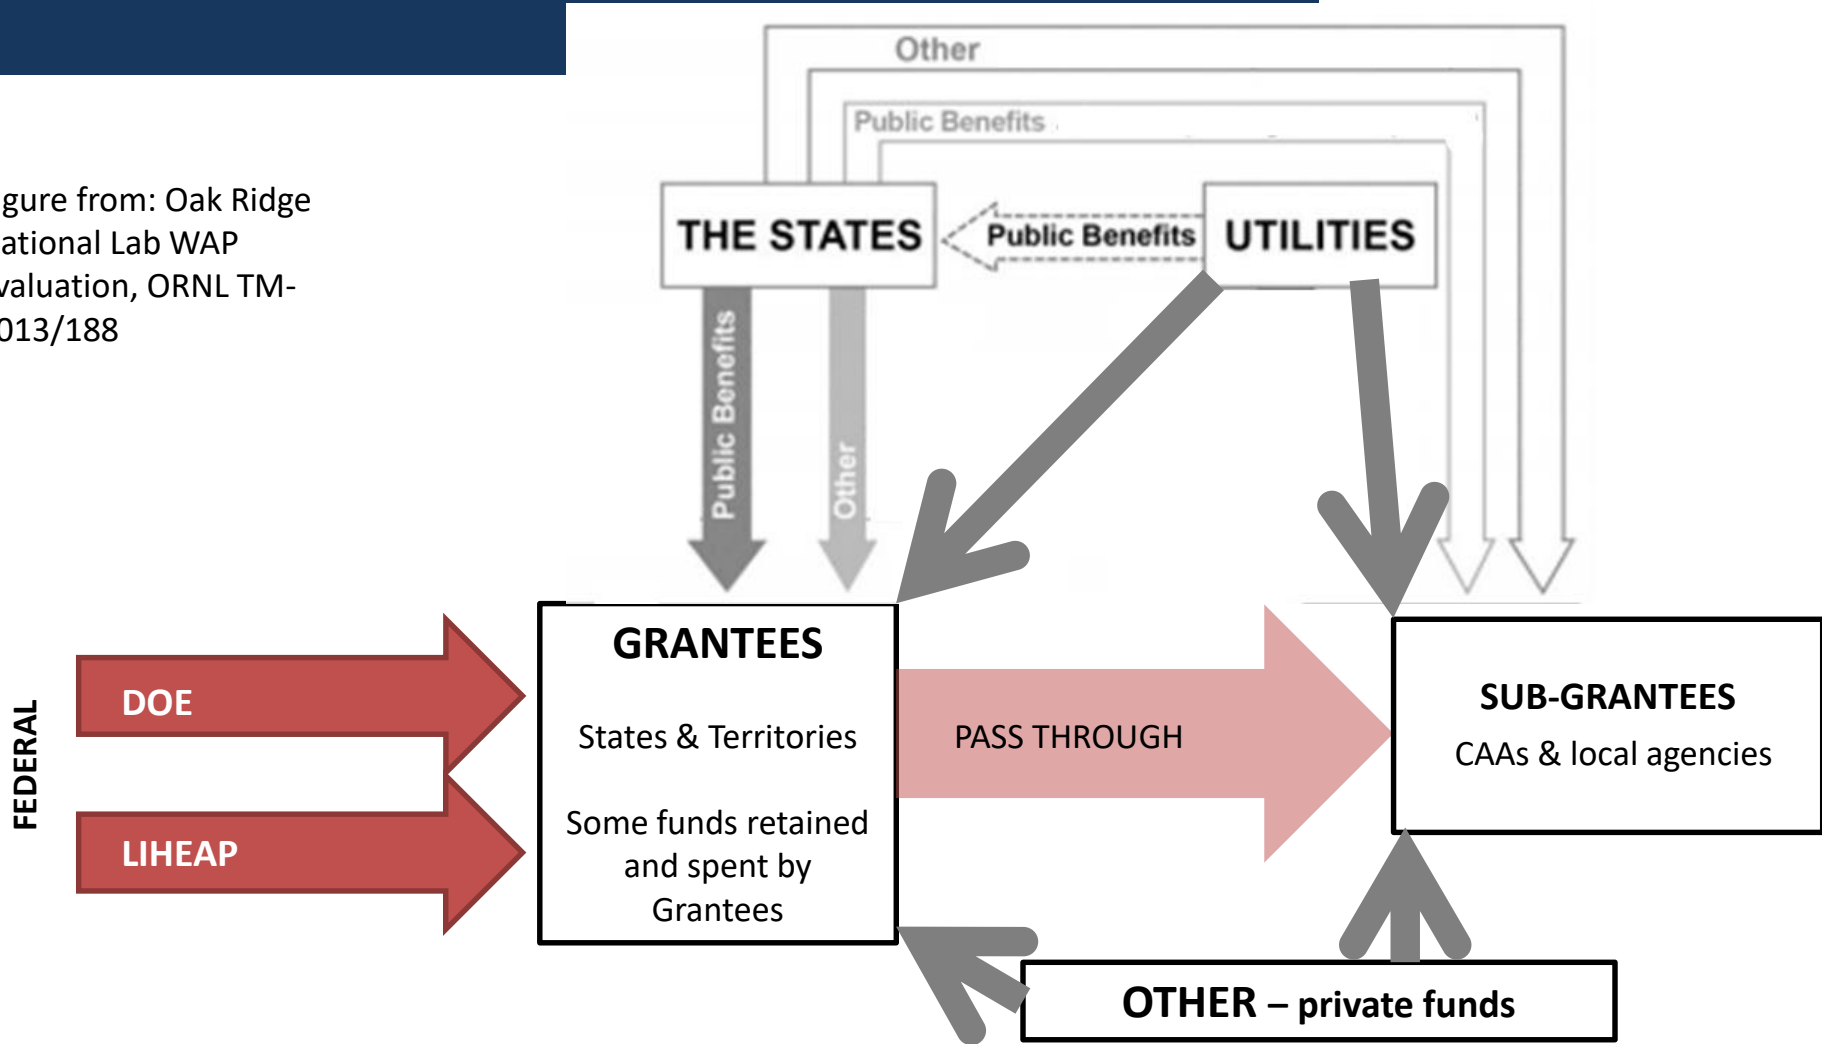 Other
Public Benefits
igure from: Oak Ridge
ational Lab WAP
valuation, ORNL TM-
013/188
THE STATES
Public Benefits
UTILITIES
Public Benefits
Other
FEDERAL
DOE
LIHEAP
GRANTEES
States & Territories
Some funds retained
and spent by
Grantees
PASS THROUGH
SUB-GRANTEES
CAAs & local agencies
OTHER – private funds